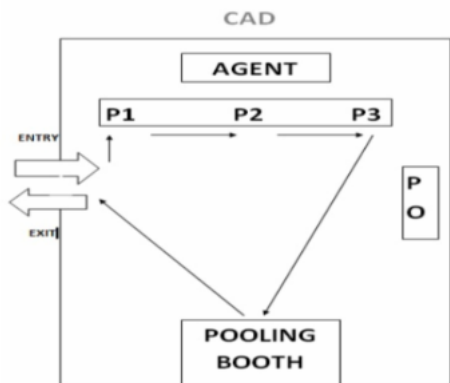 CAD
AGENT
P1 P2 P3
ENTRY
P
O
EXIT
POOLING
BOOTH